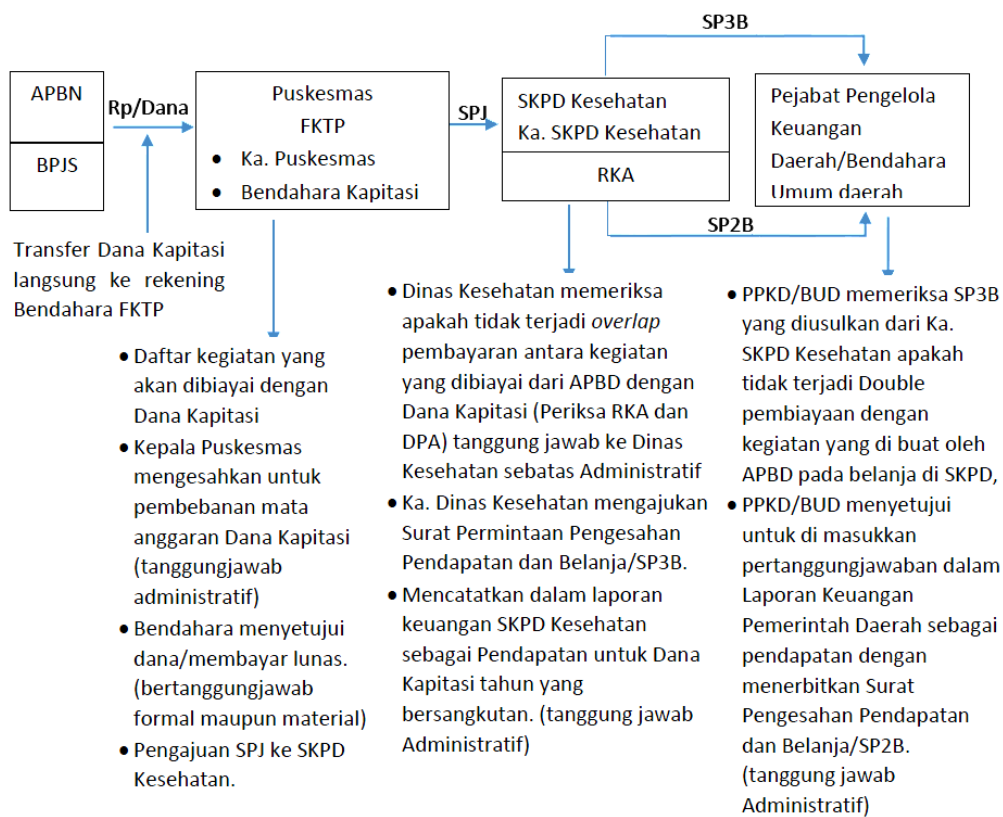 SP3B
APBN
BPJS
Rp/Dana
Puskesmas
FKTP
• Ka. Puskesmas
• Bendahara Kapitasi
SPJ
SKPD Kesehatan
Ka. SKPD Kesehatan
RKA
Pejabat Pengelola
Keuangan
Daerah/Bendahara
Umum daerah
SP2B
Transfer Dana Kapitasi
langsung ke rekening
Bendahara FKTP
• Daftar kegiatan yang
akan dibiayai dengan
Dana Kapitasi
• Kepala Puskesmas
mengesahkan untuk
pembebanan mata
anggaran Dana Kapitasi
(tanggungjawab
administratif)
• Bendahara menyetujui
dana/membayar lunas.
(bertanggungjawab
formal maupun material)
• Pengajuan SPJ ke SKPD
Kesehatan.
• Dinas Kesehatan memeriksa
apakah tidak terjadi overlap
pembayaran antara kegiatan
yang dibiayai dari APBD dengan
Dana Kapitasi (Periksa RKA dan
DPA) tanggung jawab ke Dinas
Kesehatan sebatas Administratif
• Ka. Dinas Kesehatan mengajukan
Surat Permintaan Pengesahan
Pendapatan dan Belanja/SP3B.
• Mencatatkan dalam laporan
keuangan SKPD Kesehatan
sebagai Pendapatan untuk Dana
Kapitasi tahun yang
bersangkutan. (tanggung jawab
Administratif)
• PPKD/BUD memeriksa SP3B
yang diusulkan dari Ka.
SKPD Kesehatan apakah
tidak terjadi Double
pembiayaan dengan
kegiatan yang di buat oleh
APBD pada belanja di SKPD,
• PPKD/BUD menyetujui
untuk di masukkan
pertanggungjawaban dalam
Laporan Keuangan
Pemerintah Daerah sebagai
pendapatan dengan
menerbitkan Surat
Pengesahan Pendapatan
dan Belanja/SP2B.
(tanggung jawab
Administratif)